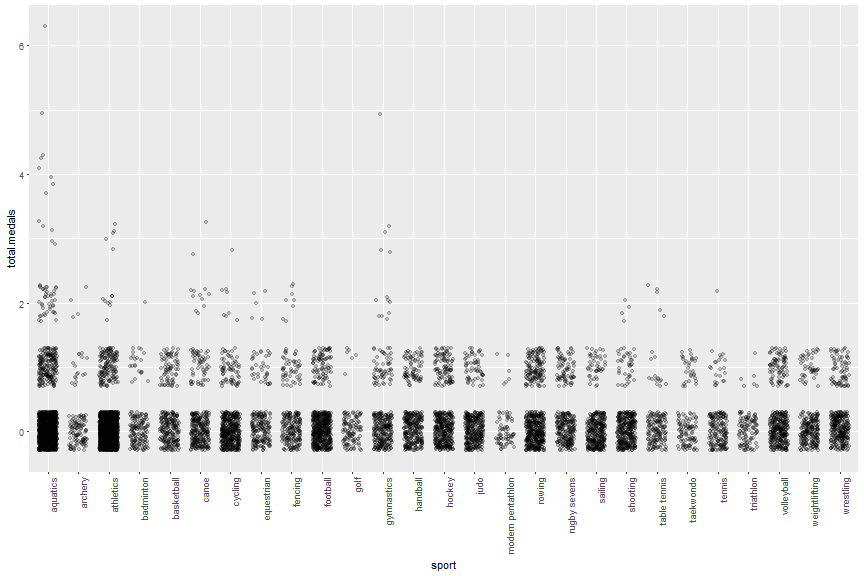 6
4
2
0
total.medals
aquatics
archery
athletics
badminton
basketball
canoe
cycling
equestrian
fencing
football
golf
gymnastics
handball
hockey
judo
modern pentathlon
rowing
rugby sevens
sailing
shooting
table tennis
taekwondo
tennis
triathlon
volleyball
weightlifting
wrestling
sport